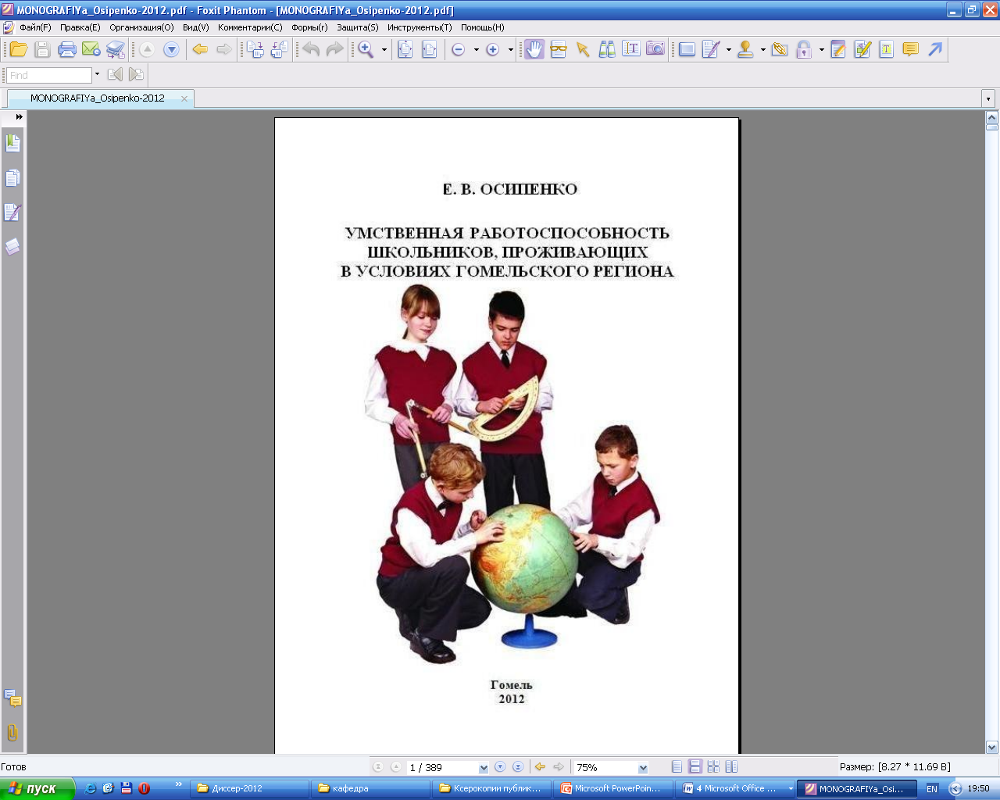 MONOGRAFIYa_Osipenko-2012.pdf - Foxit Phantom - [MONOGRAFIYa_Osipenko-2012.pdf]
Файл(F) Правка(E) Организация(O) Вид(V) Комментарии(C) Формы(r) Защита(S) Инструменты(T) Помощь(H)
Find
MONOGRAFIYa_Osipenko-2012
Е. В. ОСИПЕНКО
УМСТВЕННАЯ РАБОТОСПОСОБНОСТЬ
ШКОЛЬНИКОВ, ПРОЖИВАЮЩИХ
В УСЛОВИЯХ ГОМЕЛЬСКОГО РЕГИОНА
Гомель
2012
Готов 1 / 389 75% Размер: [8.27 * 11.69 В]
пуск Диссер-2012 кафедра Ксерокопии публик... Microsoft PowerPoin... 4 Microsoft Office ... MONOGRAFIYa_Osi... EN 19:50